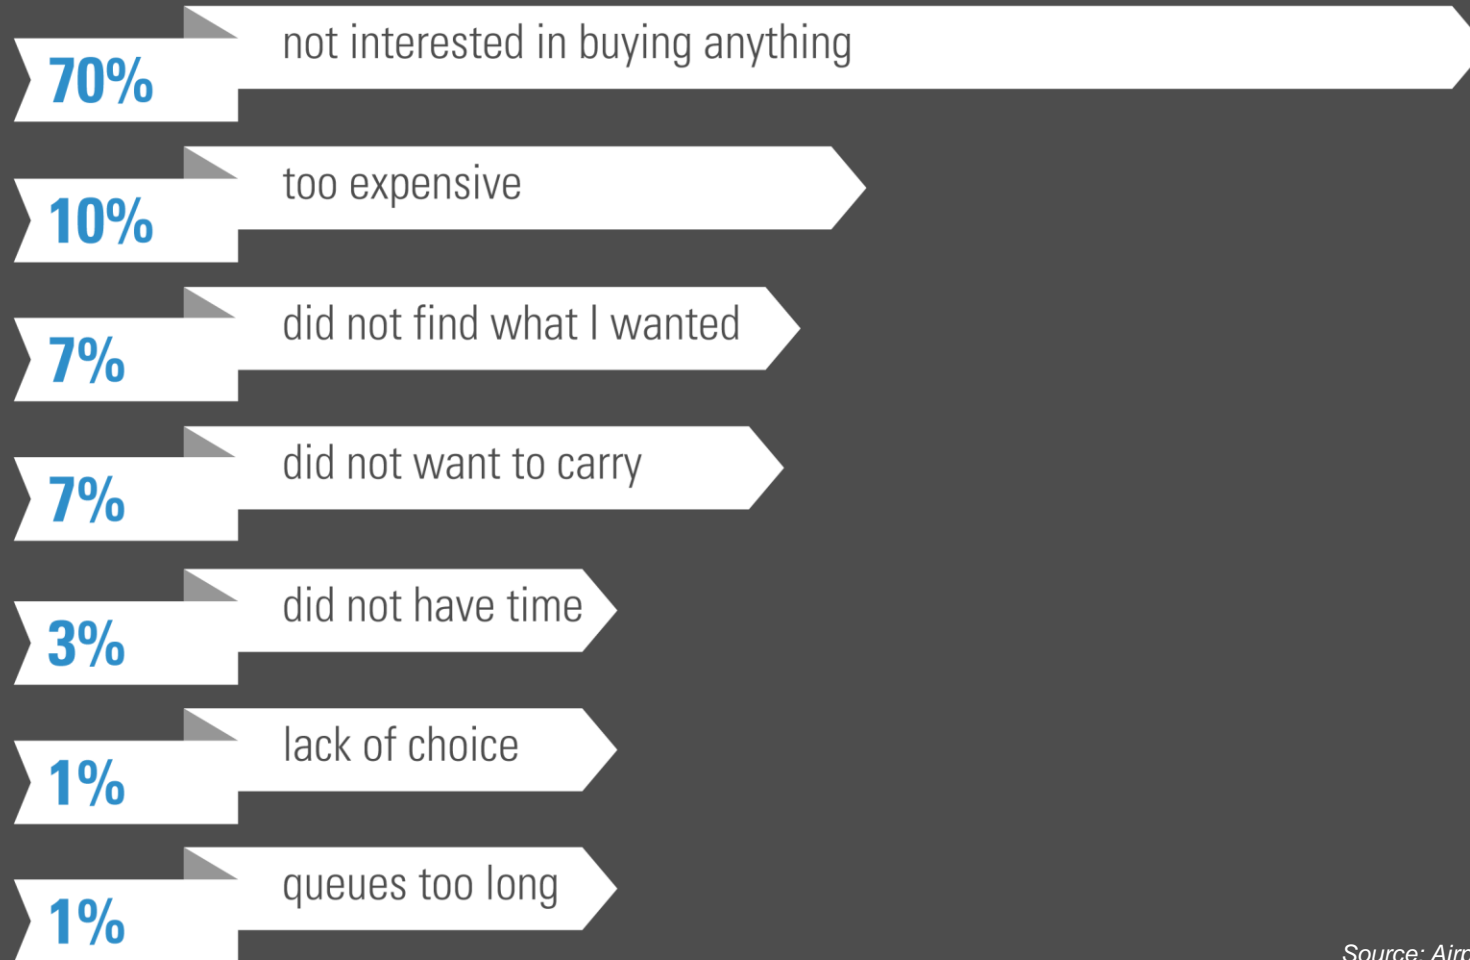 70% not interested in buying anything
10% too expensive
7% did not find what I wanted
7% did not want to carry
3% did not have time
1% lack of choice
1% queues too long
Source: